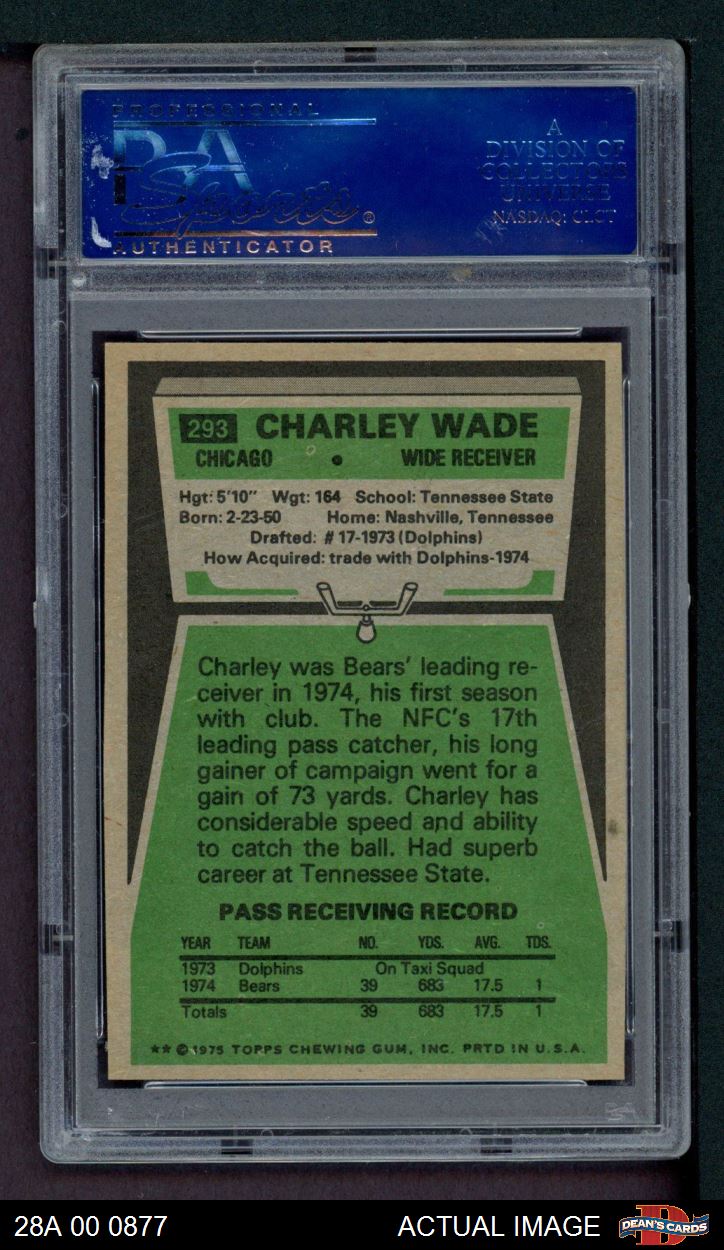 PROFESSIONAL
PSA
Sports ®
AUTHENTICATOR
A
DIVISION OF
COLLECTORS
UNIVERSE
NASDAQ: CLCT
293 CHARLEY WADE
CHICAGO • WIDE RECEIVER
Hgt: 5'10" Wgt: 164 School: Tennessee State
Born: 2-23-50 Home: Nashville, Tennessee
Drafted: # 17-1973 (Dolphins)
How Acquired: trade with Dolphins-1974
Charley was Bears' leading re-
ceiver in 1974, his first season
with club. The NFC's 17th
leading pass catcher, his long
gainer of campaign went for a
gain of 73 yards. Charley has
considerable speed and ability
to catch the ball. Had superb
career at Tennessee State.
PASS RECEIVING RECORD
YEAR TEAM NO. YDS. AVG. TDS.
1973 Dolphins On Taxi Squad
1974 Bears 39 683 17.5 1
Totals 39 683 17.5 1
** © 1975 TOPPS CHEWING GUM, INC. PRTD IN U.S.A.
28A 00 0877 ACTUAL IMAGE DEAN'S CARDS